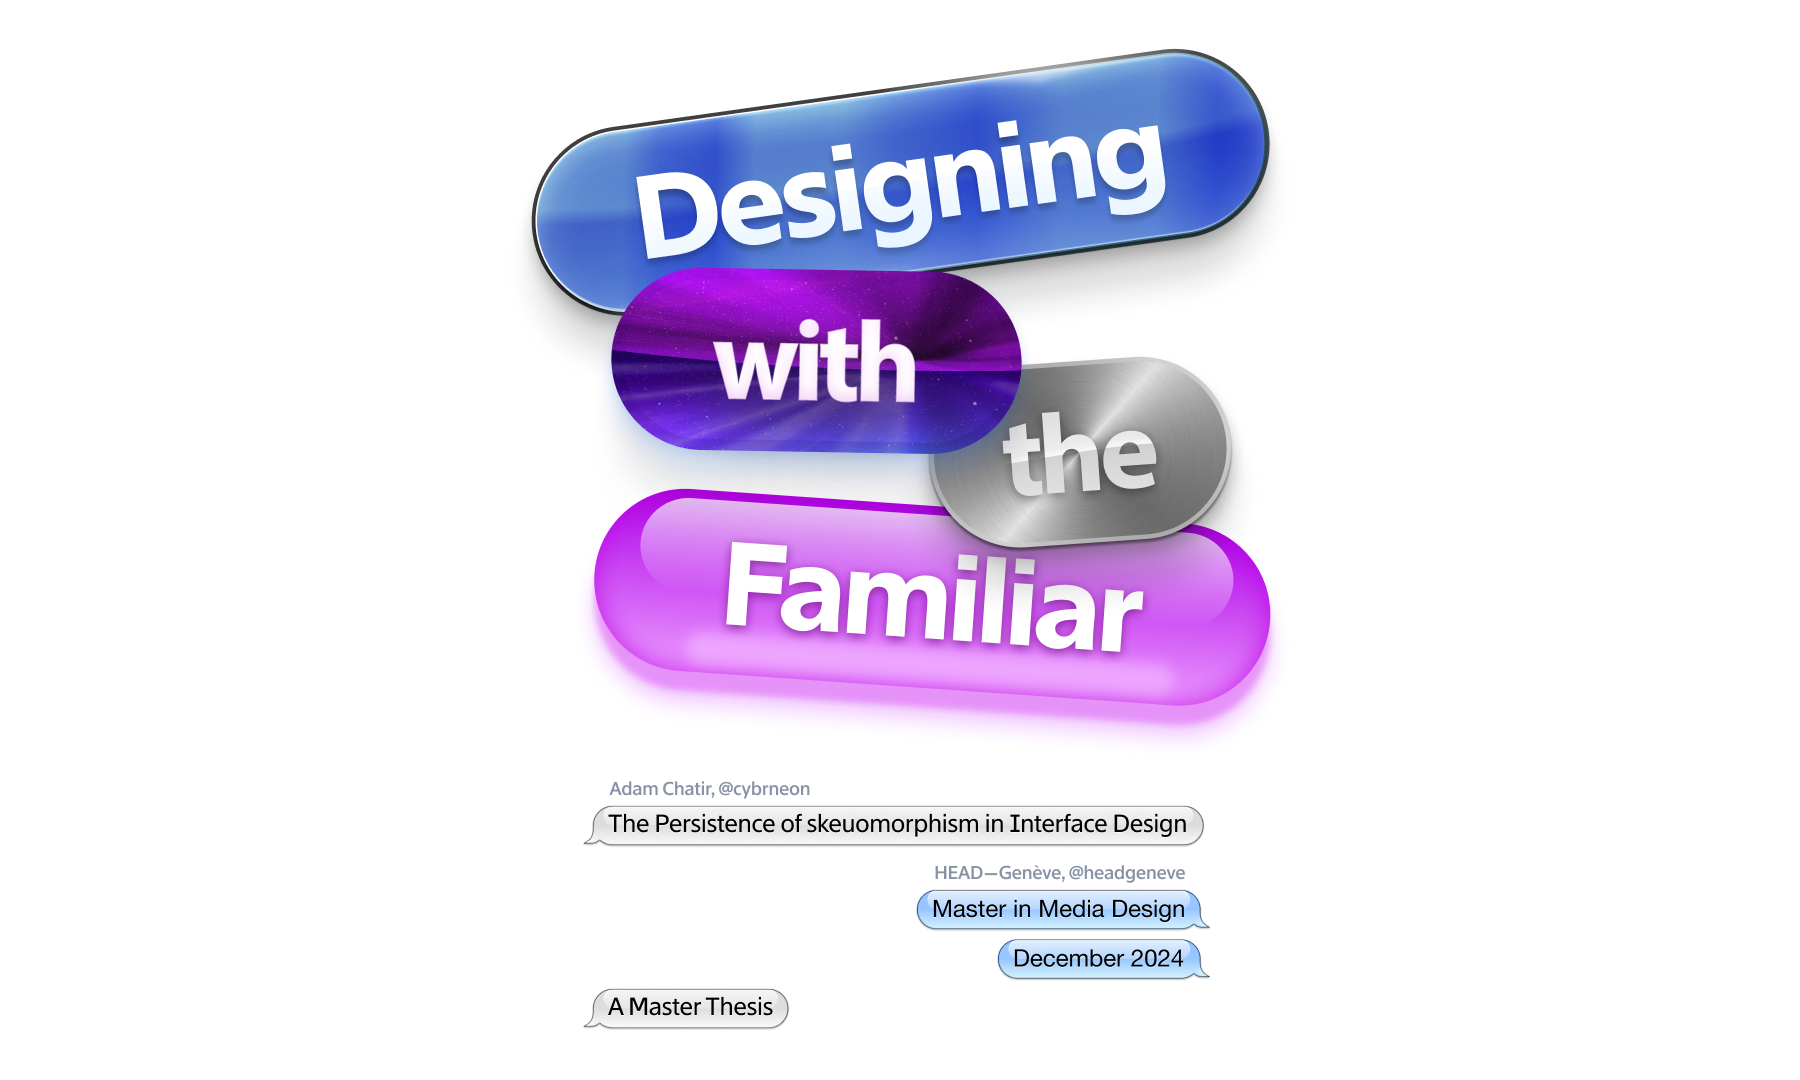 Designing
with
the
Familiar
Adam Chatir, @cybrneon
The Persistence of skeuomorphism in Interface Design
HEAD—Genève, @headgeneve
Master in Media Design
December 2024
A Master Thesis